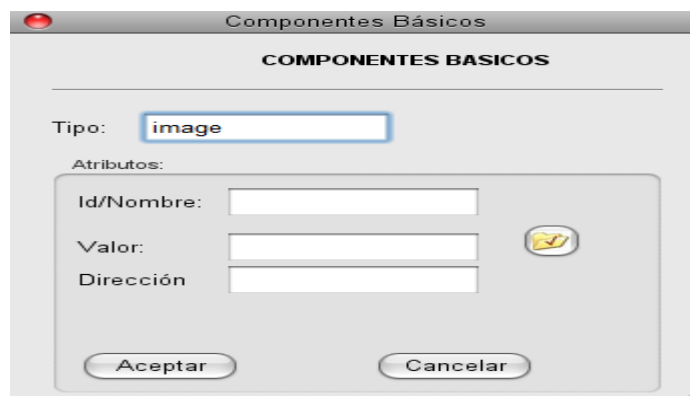 Componentes Básicos
COMPONENTES BASICOS
Tipo: image
Atributos:
Id/Nombre:
Valor:
Dirección
Aceptar Cancelar